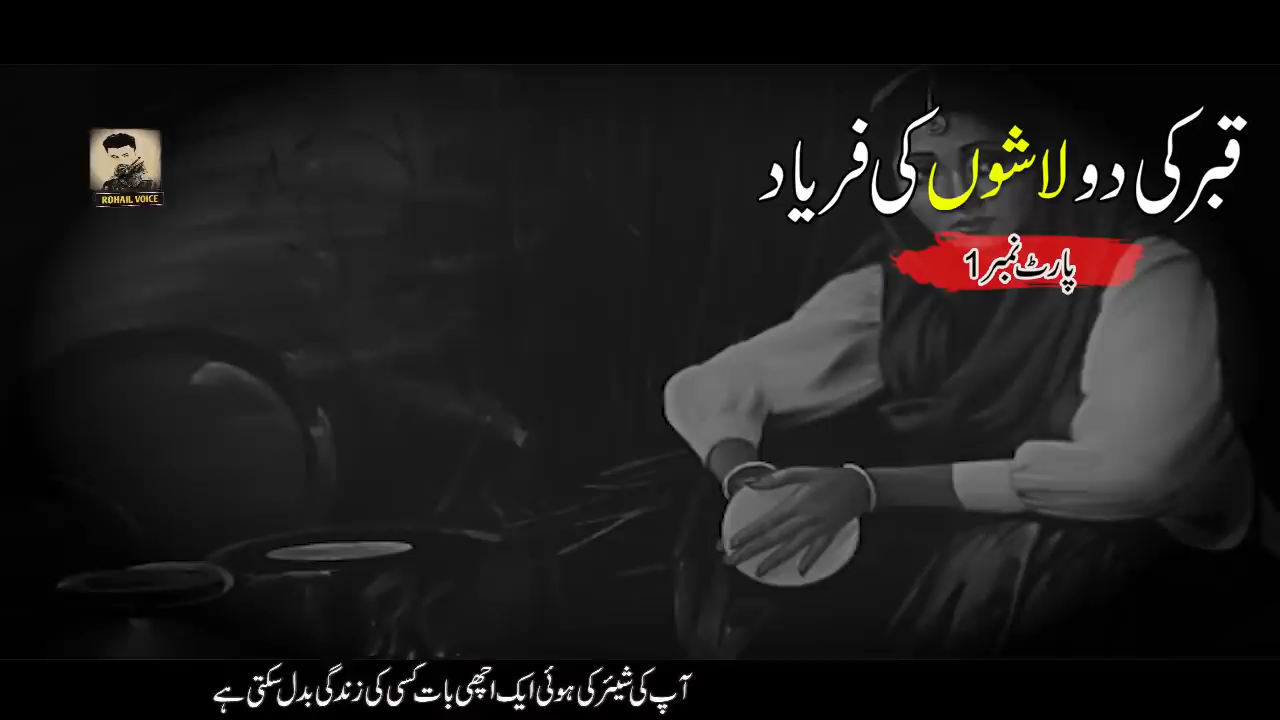 قبر کی دو لاشوں کی فریاد
پارٹ نمبر 1
ROHAIL VOICE
آپ کی شیئر کی ہوئی ایک اچھی بات کسی کی زندگی بدل سکتی ہے